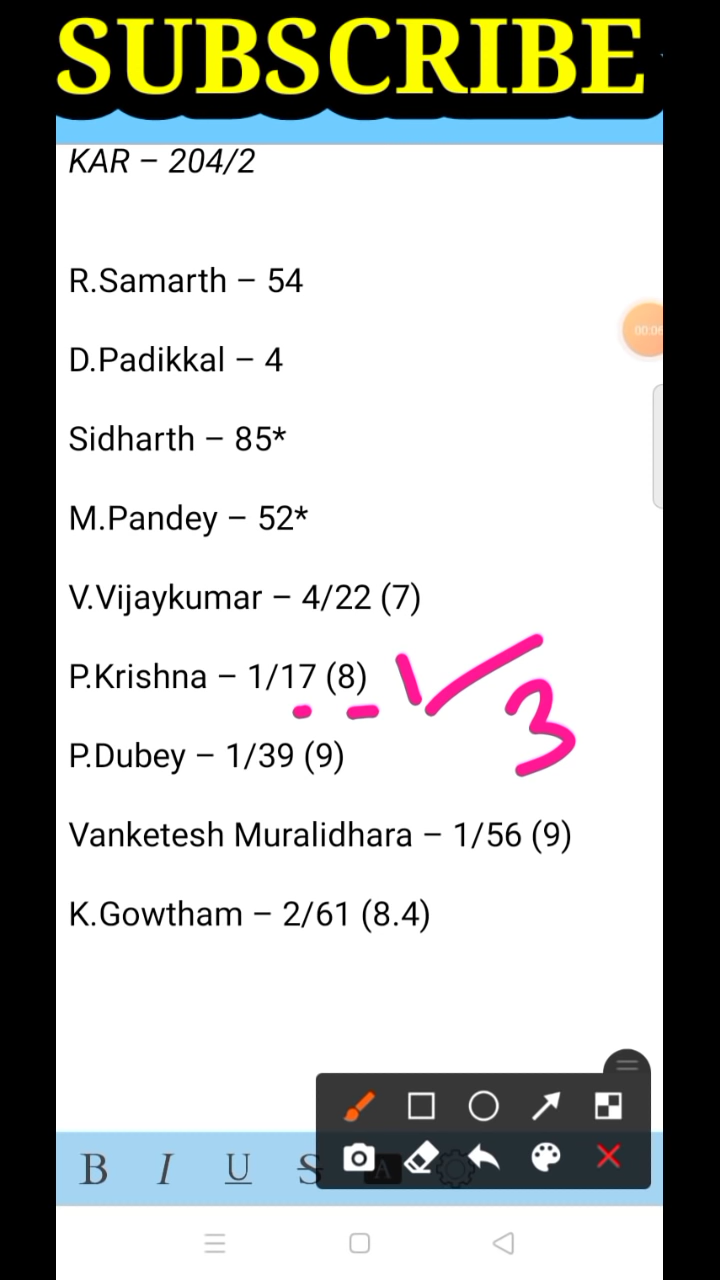 SUBSCRIBE
KAR – 204/2
R.Samarth – 54
D.Padikkal – 4
Sidharth – 85*
M.Pandey – 52*
V.Vijaykumar – 4/22 (7)
P.Krishna – 1/17 (8)
3
P.Dubey – 1/39 (9)
Vanketesh Muralidhara – 1/56 (9)
K.Gowtham – 2/61 (8.4)
B I U S A